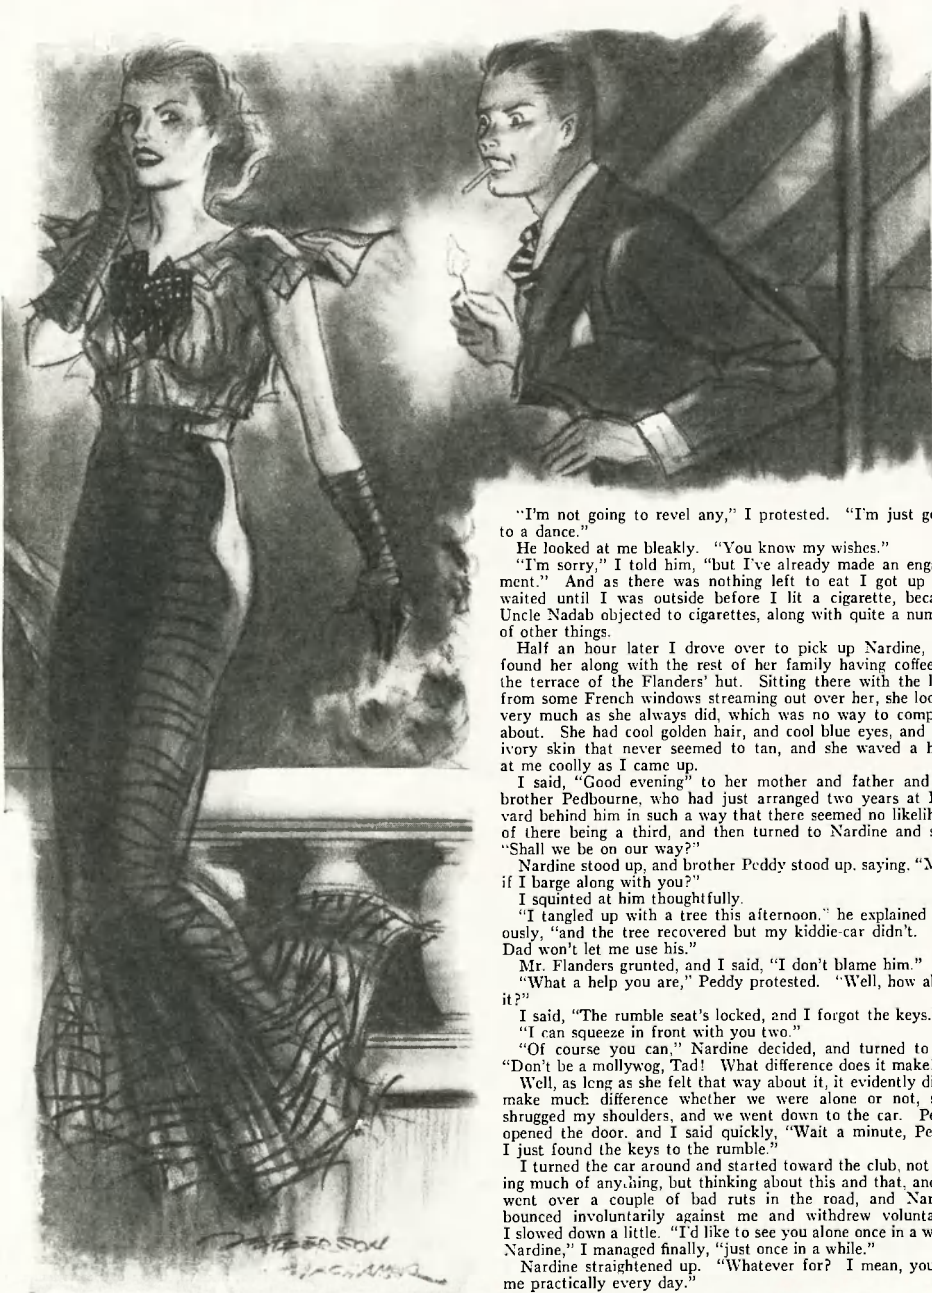 "I'm not going to revel any," I protested. "I'm just g
to a dance."
He looked at me bleakly. "You know my wishes."
"I'm sorry," I told him, "but I've already made an eng
ment." And as there was nothing left to eat I got up
waited until I was outside before I lit a cigarette, beca
Uncle Nadab objected to cigarettes, along with quite a num
of other things.
Half an hour later I drove over to pick up Nardine,
found her along with the rest of her family having coffee
the terrace of the Flanders' hut. Sitting there with the l
from some French windows streaming out over her, she loo
very much as she always did, which was no way to comp
about. She had cool golden hair, and cool blue eyes, and
ivory skin that never seemed to tan, and she waved a h
at me coolly as I came up.
I said, "Good evening" to her mother and father and
brother Pedbourne, who had just arranged two years at
vard behind him in such a way that there seemed no likelih
of there being a third, and then turned to Nardine and s
"Shall we be on our way?"
Nardine stood up, and brother Peddy stood up, saying, "M
if I barge along with you?"
I squinted at him thoughtfully.
"I tangled up with a tree this afternoon," he explained
ously, "and the tree recovered but my kiddie-car didn't.
Dad won't let me use his."
Mr. Flanders grunted, and I said, "I don't blame him."
"What a help you are," Peddy protested. "Well, how a
it?"
I said, "The rumble seat's locked, and I forgot the keys.
"I can squeeze in front with you two."
"Of course you can," Nardine decided, and turned to
"Don't be a mollywog, Tad! What difference does it make
Well, as long as she felt that way about it, it evidently di
make much difference whether we were alone or not, s
shrugged my shoulders, and we went down to the car. Pe
opened the door, and I said quickly, "Wait a minute, Pe
I just found the keys to the rumble."
I turned the car around and started toward the club, not
ing much of anything, but thinking about this and that, and
went over a couple of bad ruts in the road, and Nar
bounced involuntarily against me and withdrew volunta
I slowed down a little. "I'd like to see you alone once in a w
Nardine," I managed finally, "just once in a while."
Nardine straightened up. "Whatever for? I mean, you
me practically every day."